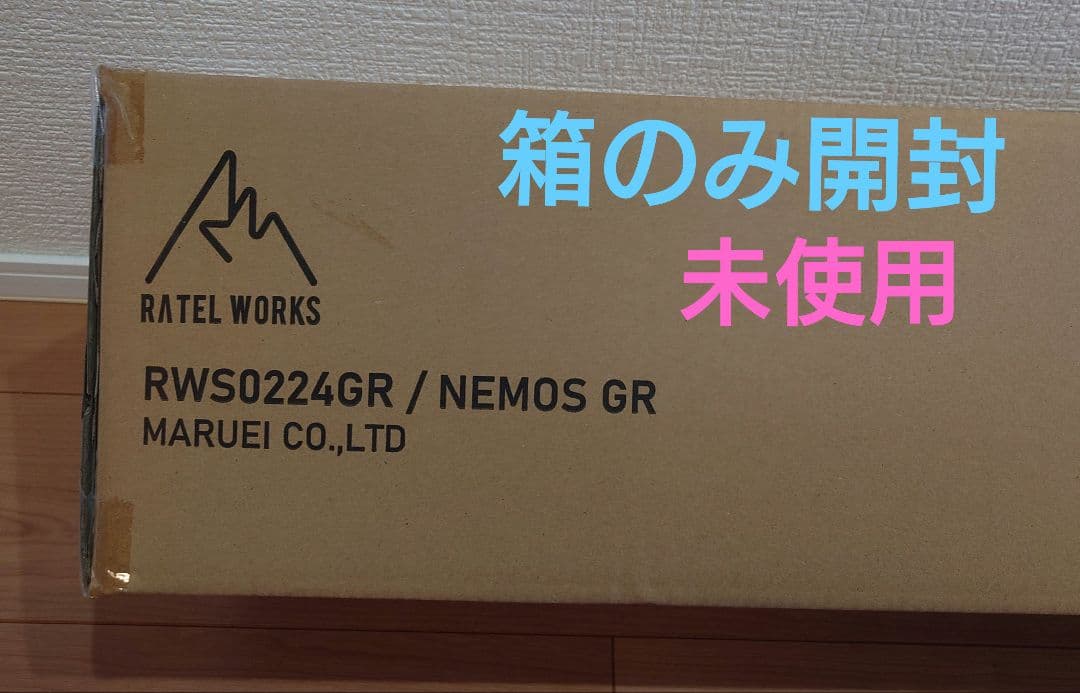 箱のみ開封
未使用
RATEL WORKS
RWS0224GR / NEMOS GR
MARUEI CO.,LTD